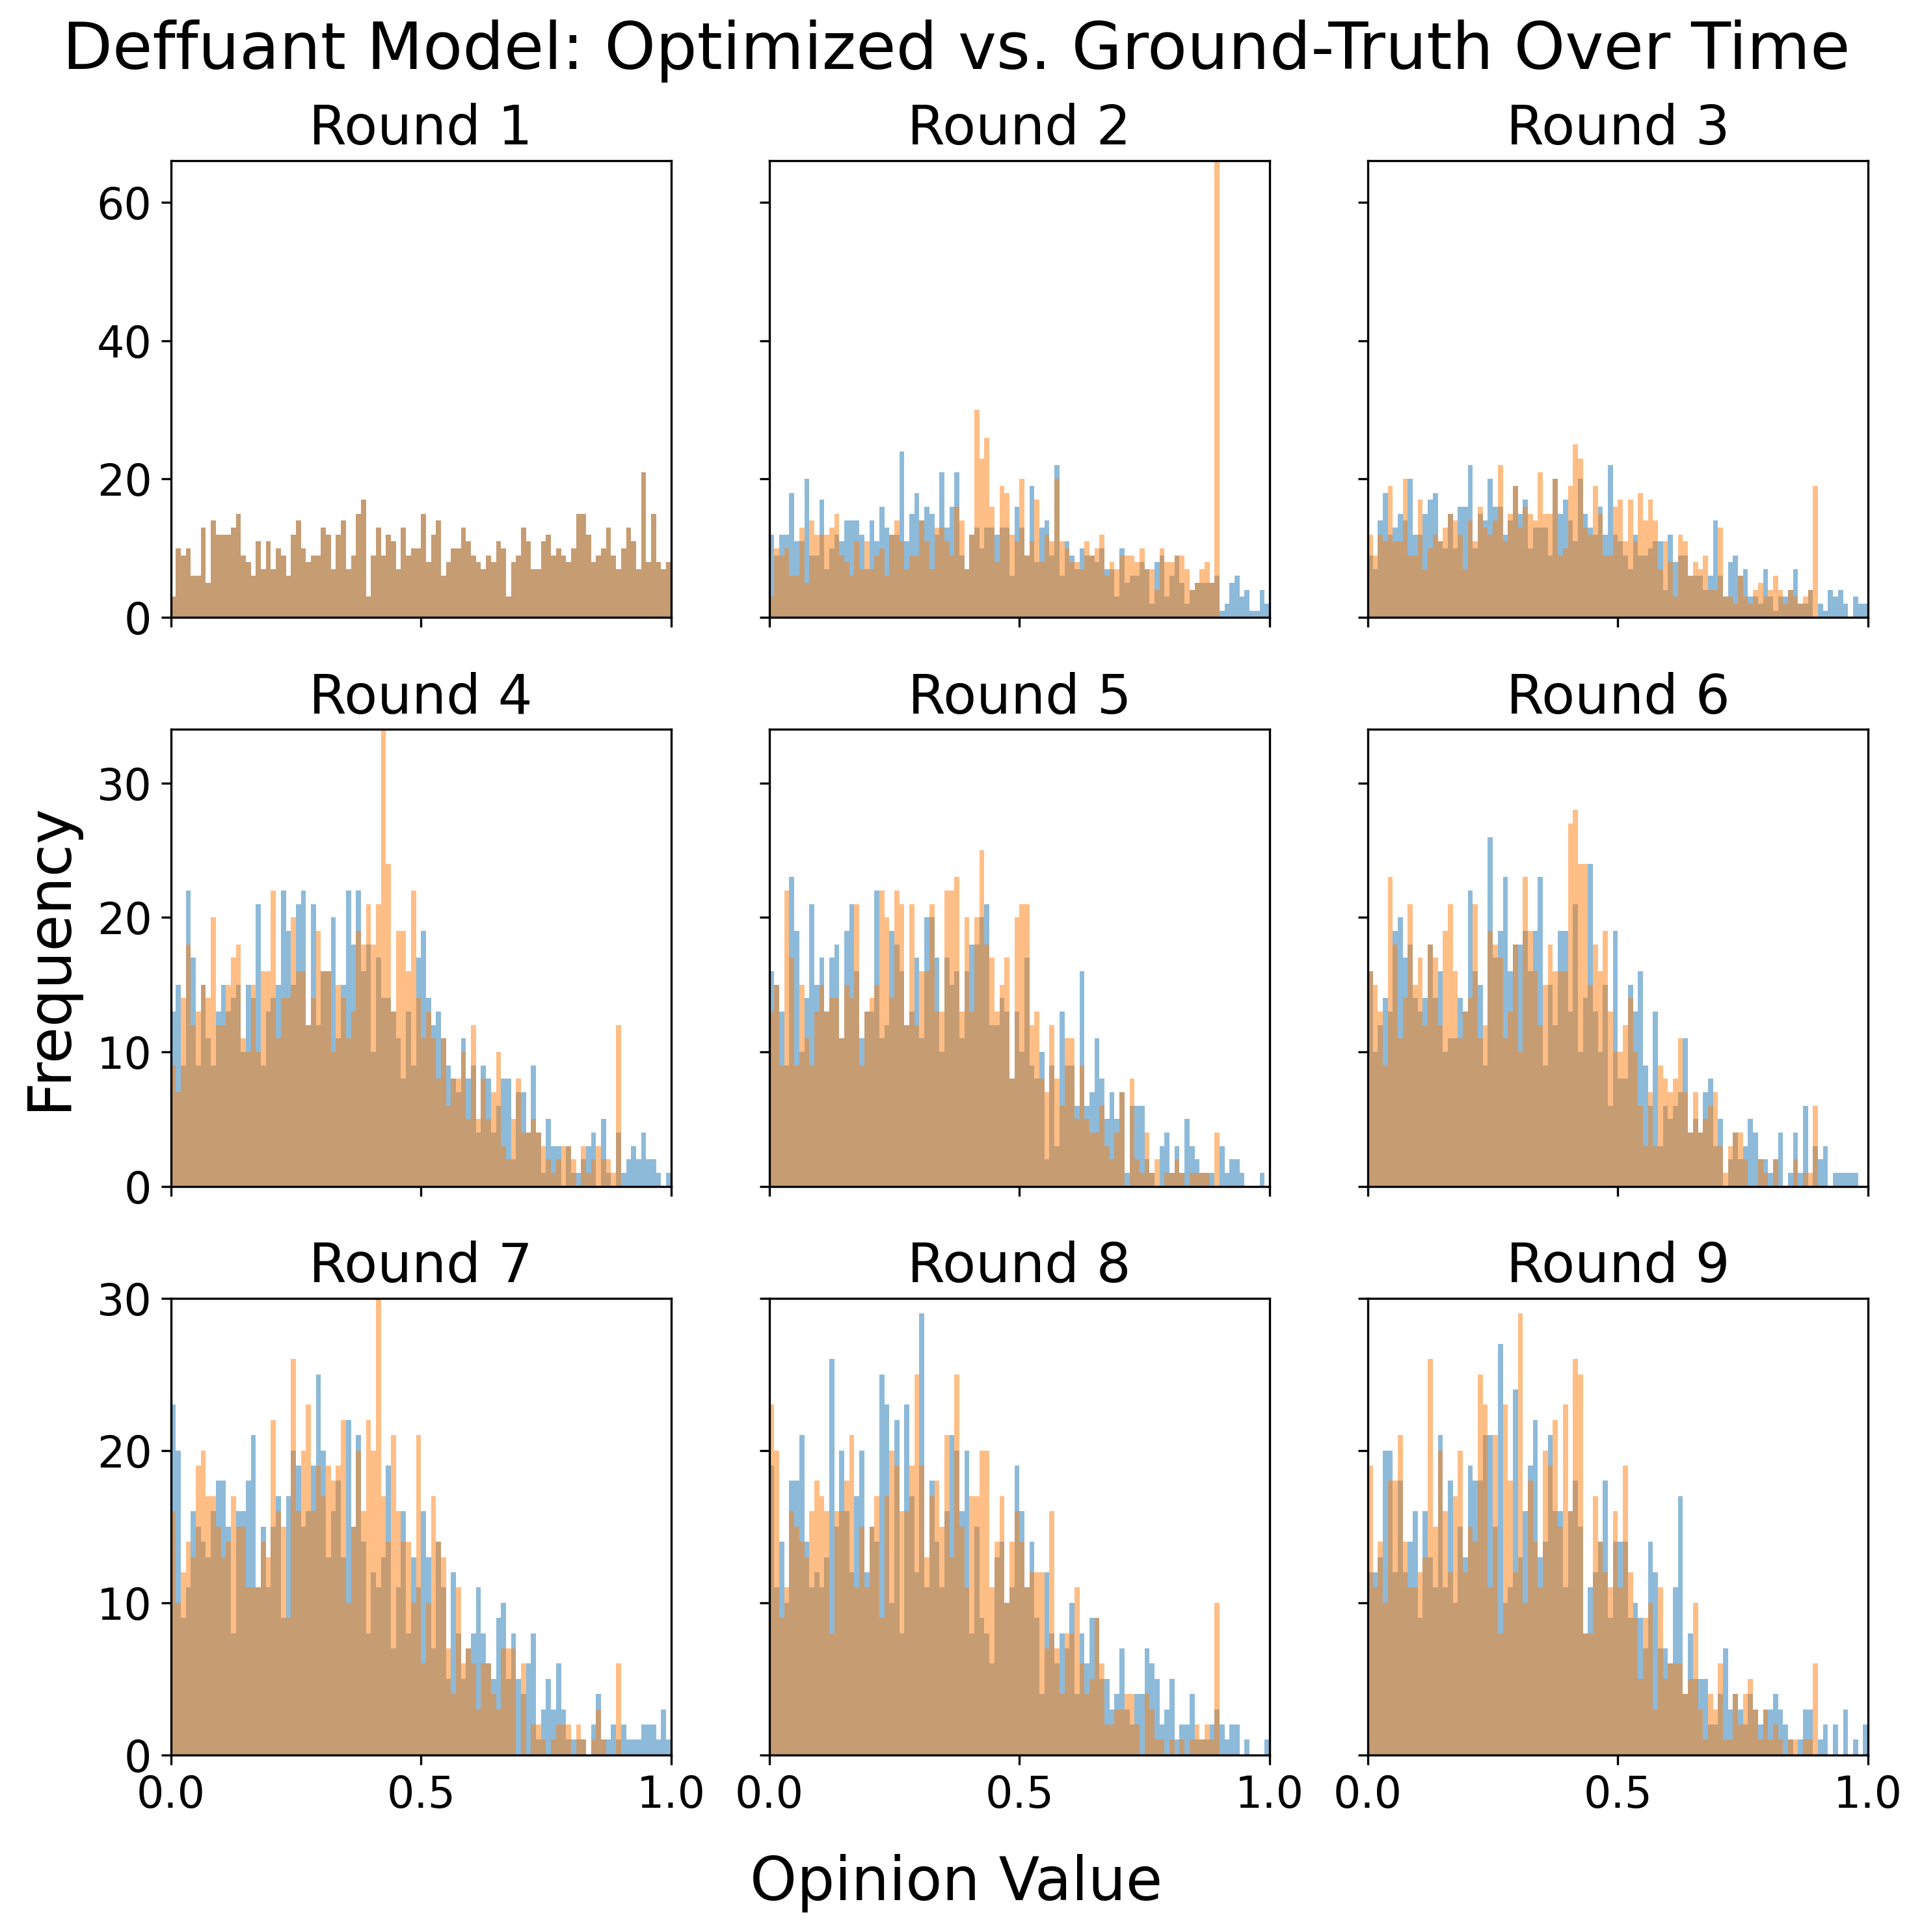 Deffuant Model: Optimized vs. Ground-Truth Over Time
Round 1
Round 2
Round 3
60
40
20
0
Round 4
Round 5
Round 6
30
20
10
0
Frequency
Round 7
Round 8
Round 9
30
20
10
0
0.0 0.5 1.0
0.0 0.5 1.0
0.0 0.5 1.0
Opinion Value